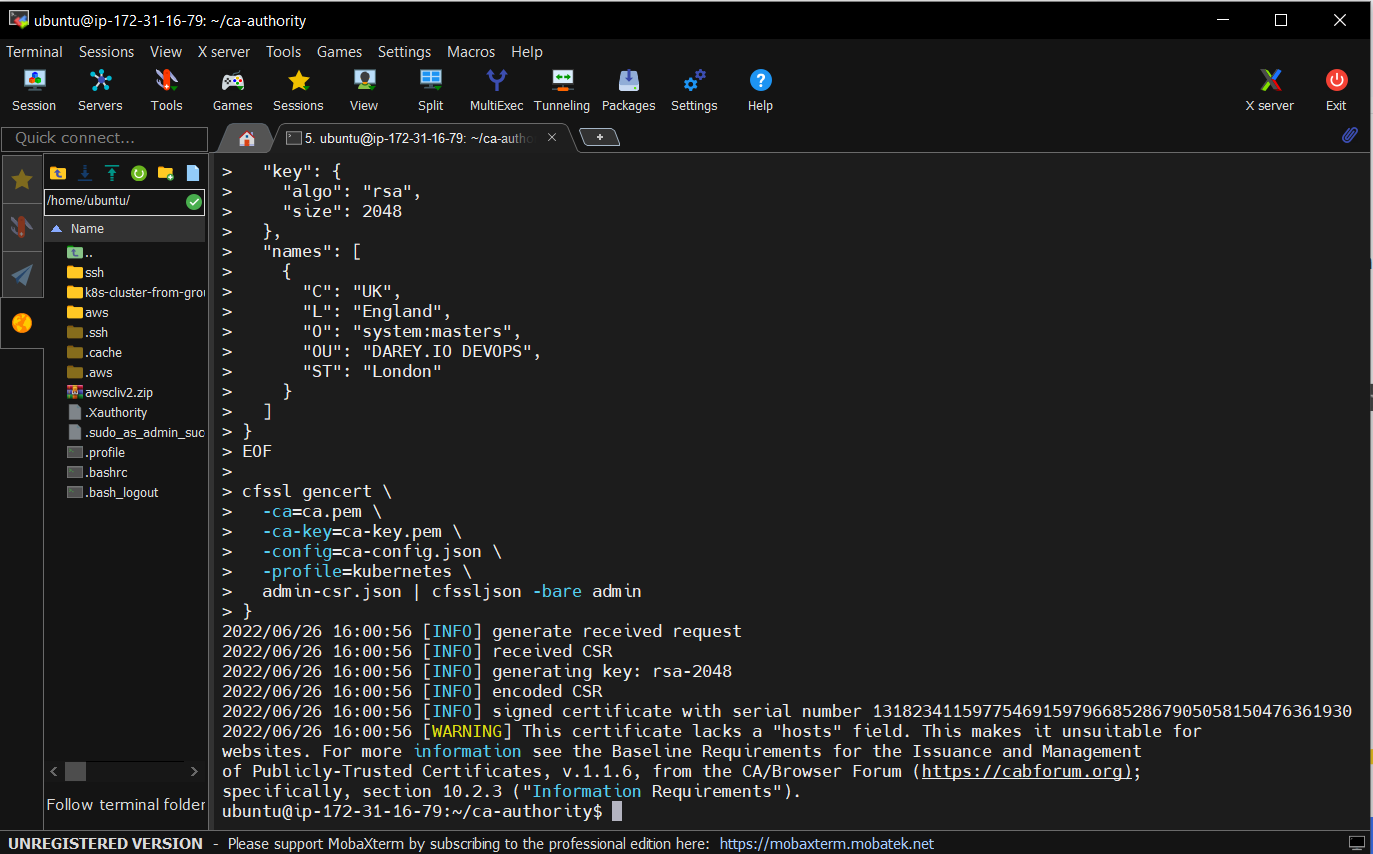 ubuntu@ip-172-31-16-79: ~/ca-authority
Terminal Sessions View X server Tools Games Settings Macros Help
Session Servers Tools Games Sessions View Split MultiExec Tunneling Packages Settings Help X server Exit
Quick connect...
5. ubuntu@ip-172-31-16-79: ~/ca-autho
/home/ubuntu/
Name
..
ssh
k8s-cluster-from-grou
aws
.ssh
.cache
.aws
awscliv2.zip
.Xauthority
.sudo_as_admin_suc
.profile
.bashrc
.bash_logout
Follow terminal folder
>   "key": {
>     "algo": "rsa",
>     "size": 2048
>   },
>   "names": [
>     {
>       "C": "UK",
>       "L": "England",
>       "O": "system:masters",
>       "OU": "DAREY.IO DEVOPS",
>       "ST": "London"
>     }
>   ]
> }
> EOF
>
> cfssl gencert \
>   -ca=ca.pem \
>   -ca-key=ca-key.pem \
>   -config=ca-config.json \
>   -profile=kubernetes \
>   admin-csr.json | cfssljson -bare admin
> }
2022/06/26 16:00:56 [INFO] generate received request
2022/06/26 16:00:56 [INFO] received CSR
2022/06/26 16:00:56 [INFO] generating key: rsa-2048
2022/06/26 16:00:56 [INFO] encoded CSR
2022/06/26 16:00:56 [INFO] signed certificate with serial number 131823411597754691597966852867905058150476361930
2022/06/26 16:00:56 [WARNING] This certificate lacks a "hosts" field. This makes it unsuitable for
websites. For more information see the Baseline Requirements for the Issuance and Management
of Publicly-Trusted Certificates, v.1.1.6, from the CA/Browser Forum (https://cabforum.org);
specifically, section 10.2.3 ("Information Requirements").
ubuntu@ip-172-31-16-79:~/ca-authority$
UNREGISTERED VERSION - Please support MobaXterm by subscribing to the professional edition here: https://mobaxterm.mobatek.net